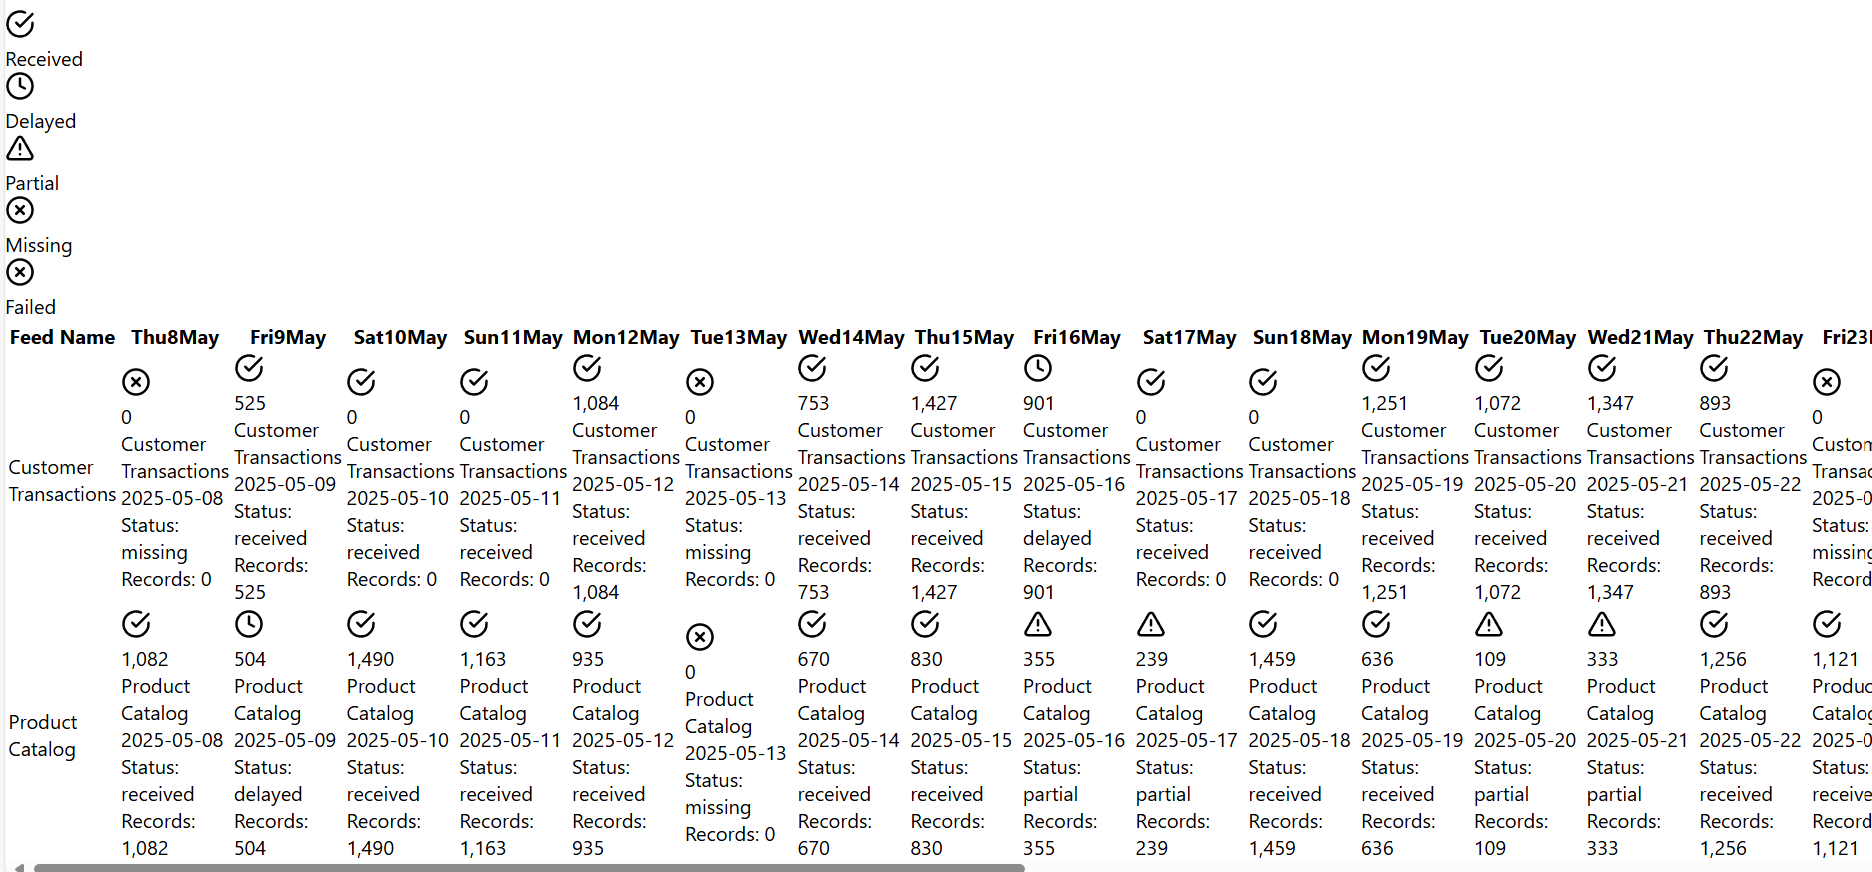 Received
Delayed
Partial
Missing
Failed
Feed Name Thu8May Fri9May Sat10May Sun11May Mon12May Tue13May Wed14May Thu15May Fri16May Sat17May Sun18May Mon19May Tue20May Wed21May Thu22May Fri23
Customer
Transactions
0
Customer
Transactions
2025-05-08
Status:
missing
Records: 0
525
Customer
Transactions
2025-05-09
Status:
received
Records:
525
0
Customer
Transactions
2025-05-10
Status:
received
Records: 0
0
Customer
Transactions
2025-05-11
Status:
received
Records: 0
1,084
Customer
Transactions
2025-05-12
Status:
received
Records:
1,084
0
Customer
Transactions
2025-05-13
Status:
missing
Records: 0
753
Customer
Transactions
2025-05-14
Status:
received
Records:
753
1,427
Customer
Transactions
2025-05-15
Status:
received
Records:
1,427
901
Customer
Transactions
2025-05-16
Status:
delayed
Records:
901
0
Customer
Transactions
2025-05-17
Status:
received
Records: 0
0
Customer
Transactions
2025-05-18
Status:
received
Records: 0
1,251
Customer
Transactions
2025-05-19
Status:
received
Records:
1,251
1,072
Customer
Transactions
2025-05-20
Status:
received
Records:
1,072
1,347
Customer
Transactions
2025-05-21
Status:
received
Records:
1,347
893
Customer
Transactions
2025-05-22
Status:
received
Records:
893
0
Custom
Transac
2025-0
Status:
missing
Record
Product
Catalog
1,082
Product
Catalog
2025-05-08
Status:
received
Records:
1,082
504
Product
Catalog
2025-05-09
Status:
delayed
Records:
504
1,490
Product
Catalog
2025-05-10
Status:
received
Records:
1,490
1,163
Product
Catalog
2025-05-11
Status:
received
Records:
1,163
935
Product
Catalog
2025-05-12
Status:
received
Records:
935
0
Product
Catalog
2025-05-13
Status:
missing
Records: 0
670
Product
Catalog
2025-05-14
Status:
received
Records:
670
830
Product
Catalog
2025-05-15
Status:
received
Records:
830
355
Product
Catalog
2025-05-16
Status:
partial
Records:
355
239
Product
Catalog
2025-05-17
Status:
partial
Records:
239
1,459
Product
Catalog
2025-05-18
Status:
received
Records:
1,459
636
Product
Catalog
2025-05-19
Status:
received
Records:
636
109
Product
Catalog
2025-05-20
Status:
partial
Records:
109
333
Product
Catalog
2025-05-21
Status:
partial
Records:
333
1,256
Product
Catalog
2025-05-22
Status:
received
Records:
1,256
1,121
Produc
Catalog
2025-0
Status:
receive
Record
1,121